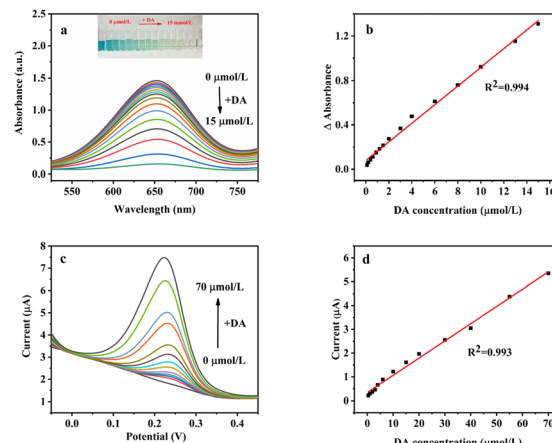 a
0 μmol/L + DA 15 mmol/L
0 μmol/L
+DA
15 μmol/L
Absorbance (a.u.)
2.5
2.0
1.5
1.0
0.5
0.0
550 600 650 700 750
Wavelength (nm)
b
R²=0.994
Δ Absorbance
1.2
0.8
0.4
0.0
0 2 4 6 8 10 12 14 16
DA concentration (μmol/L)
c
70 μmol/L
+DA
0 μmol/L
Current (μA)
8
7
6
5
4
3
2
1
0.0 0.1 0.2 0.3 0.4
Potential (V)
d
R²=0.993
Current (μA)
6
5
4
3
2
1
0
0 10 20 30 40 50 60 70
DA concentration (μmol/L)